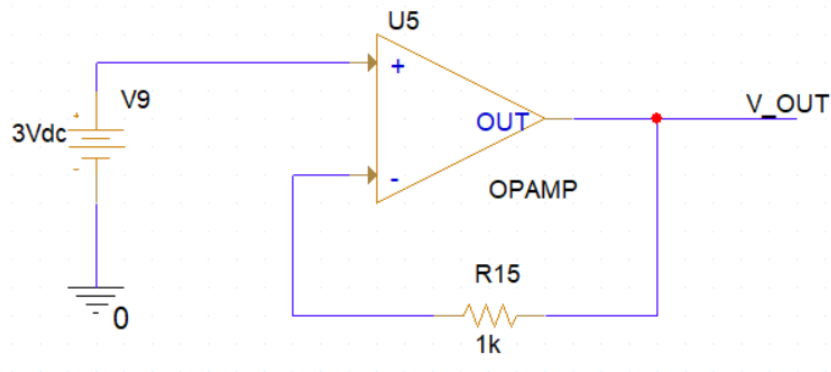 U5
+
V9
+
3Vdc
-
OUT
V_OUT
-
OPAMP
R15
1k
0